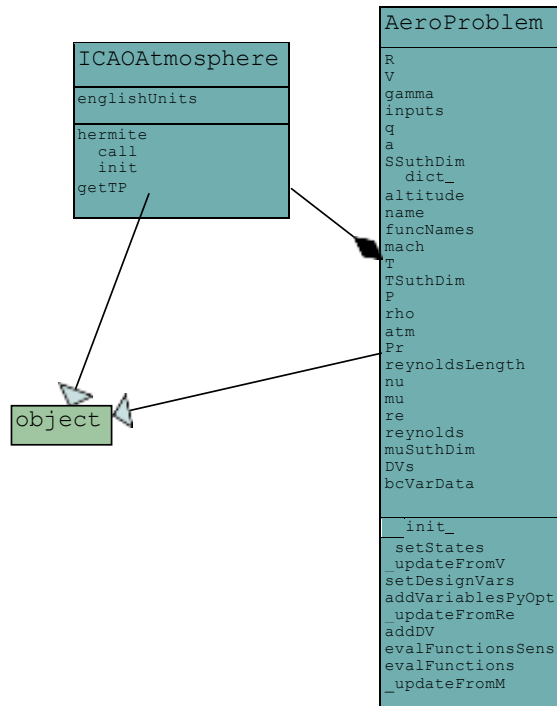 ICAOAtmosphere
englishUnits
hermite
call
init
getTP
object
AeroProblem
R
V
gamma
inputs
q
a
SSuthDim
dict_
altitude
name
funcNames
mach
T
TSuthDim
P
rho
atm
Pr
reynoldsLength
nu
mu
re
reynolds
muSuthDim
DVs
bcVarData
__init_
_setStates
_updateFromV
setDesignVars
addVariablesPyOpt
_updateFromRe
addDV
evalFunctionsSens
evalFunctions
_updateFromM